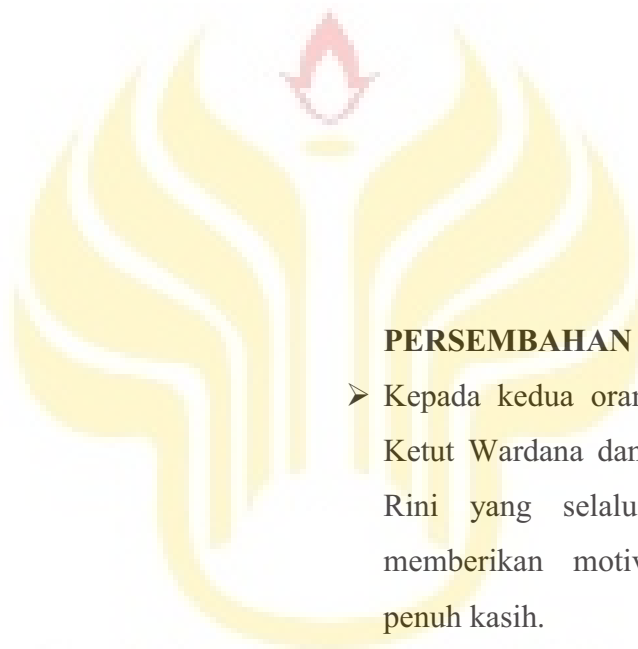 PERSEMBAHAN
➢ Kepada kedua oran
Ketut Wardana dan
Rini yang selalu
memberikan motiv
penuh kasih.